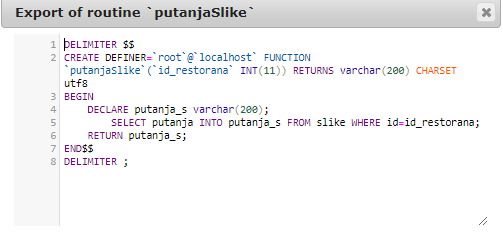 Export of routine `putanjaSlike`
1 DELIMITER $$
2 CREATE DEFINER=`root`@`localhost` FUNCTION
`putanjaSlike`(`id_restorana` INT(11)) RETURNS varchar(200) CHARSET
utf8
3 BEGIN
4 DECLARE putanja_s varchar(200);
5 SELECT putanja INTO putanja_s FROM slike WHERE id=id_restorana;
6 RETURN putanja_s;
7 END$$
8 DELIMITER ;